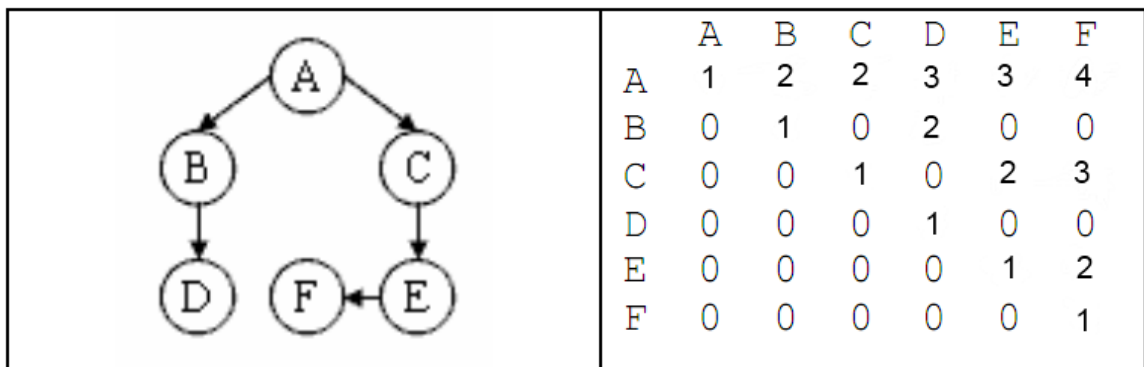 A
B
C
D
F
E
A B C D E F
A 1 2 2 3 3 4
B 0 1 0 2 0 0
C 0 0 1 0 2 3
D 0 0 0 1 0 0
E 0 0 0 0 1 2
F 0 0 0 0 0 1